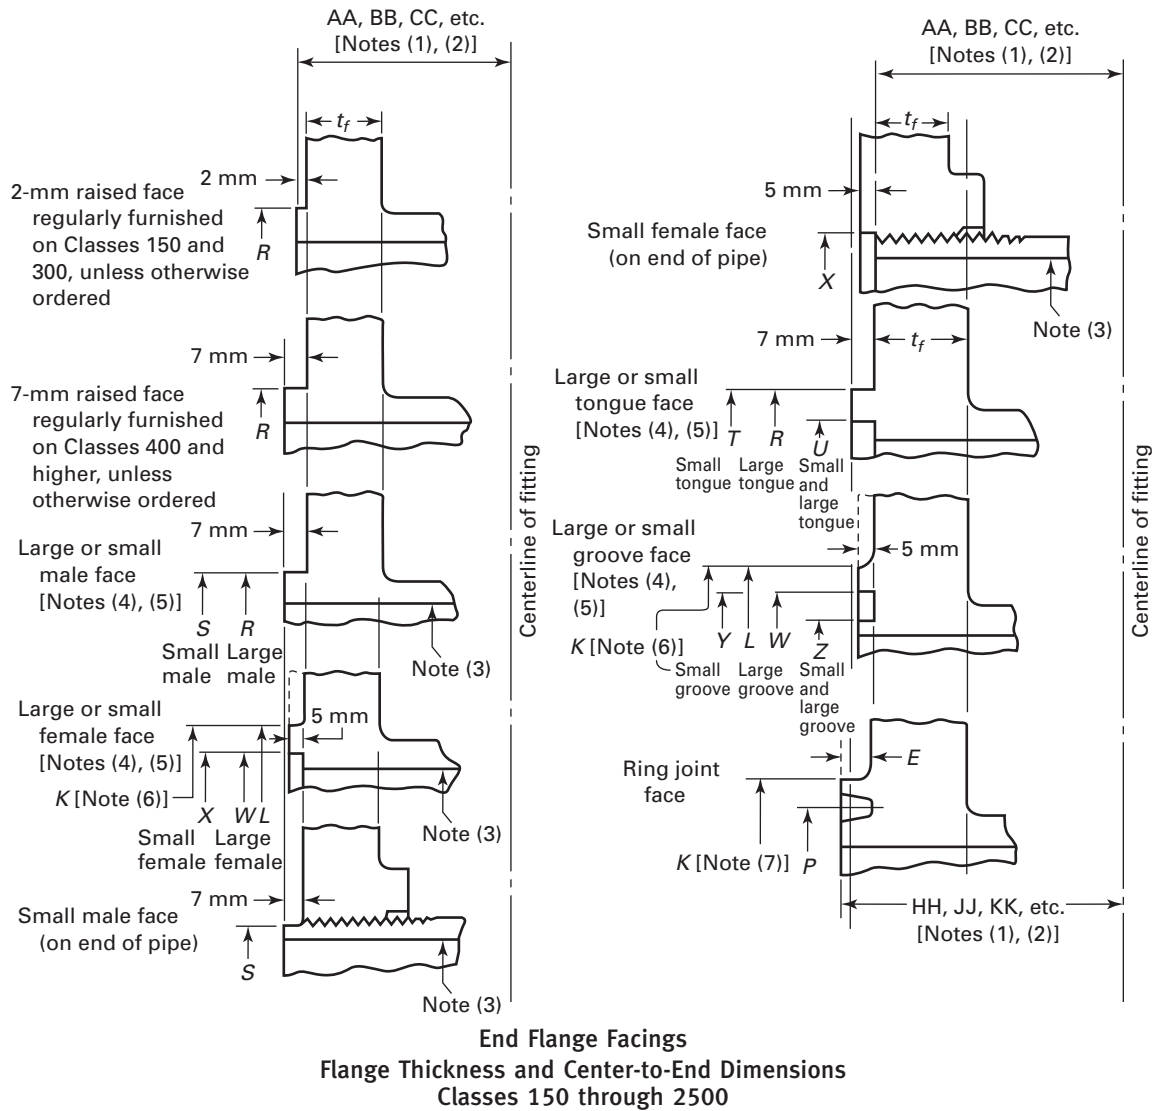 AA, BB, CC, etc.
[Notes (1), (2)]
t_f
2 mm
2-mm raised face
regularly furnished
on Classes 150 and
300, unless otherwise
ordered
R
7 mm
7-mm raised face
regularly furnished
on Classes 400 and
higher, unless
otherwise ordered
R
7 mm
Large or small
male face
[Notes (4), (5)]
S
R
Small Large
male male
Note (3)
Large or small
female face
[Notes (4), (5)]
5 mm
K [Note (6)]
X
W
L
Small Large
female female
Note (3)
7 mm
Small male face
(on end of pipe)
S
Note (3)
Centerline of fitting
AA, BB, CC, etc.
[Notes (1), (2)]
t_f
5 mm
Small female face
(on end of pipe)
X
Note (3)
7 mm
t_f
Large or small
tongue face
[Notes (4), (5)]
T
R
U
Small
tongue
Large
tongue
Small
and
large
tongue
Large or small
groove face
[Notes (4),
(5)]
5 mm
K [Note (6)]
Y
L
W
Z
Small
groove
Large
groove
Small
and
large
groove
Ring joint
face
E
K [Note (7)]
P
HH, JJ, KK, etc.
[Notes (1), (2)]
Centerline of fitting
End Flange Facings
Flange Thickness and Center-to-End Dimensions
Classes 150 through 2500